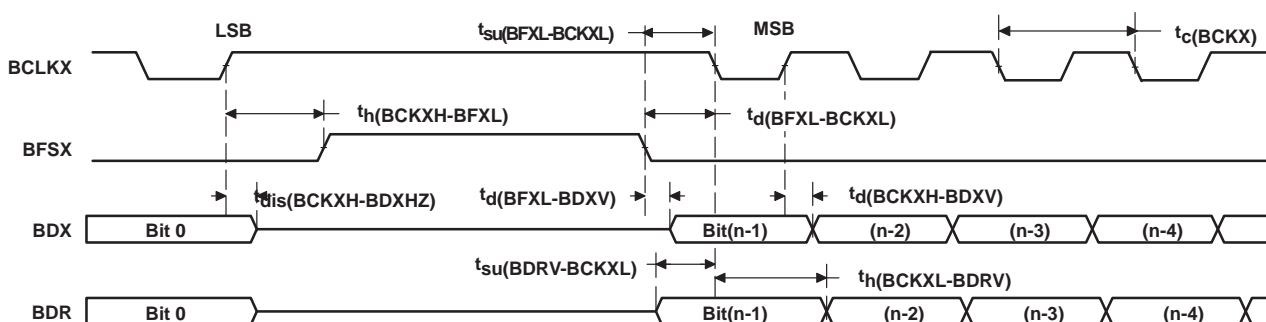 LSB tsu(BFXL-BCKXL) MSB tc(BCKX)
BCLKX
th(BCKXH-BFXL) td(BFXL-BCKXL)
BFSX
tdis(BCKXH-BDXHZ) td(BFXL-BDXV) td(BCKXH-BDXV)
BDX Bit 0 Bit(n-1) (n-2) (n-3) (n-4)
tsu(BDRV-BCKXL) th(BCKXL-BDRV)
BDR Bit 0 Bit(n-1) (n-2) (n-3) (n-4)